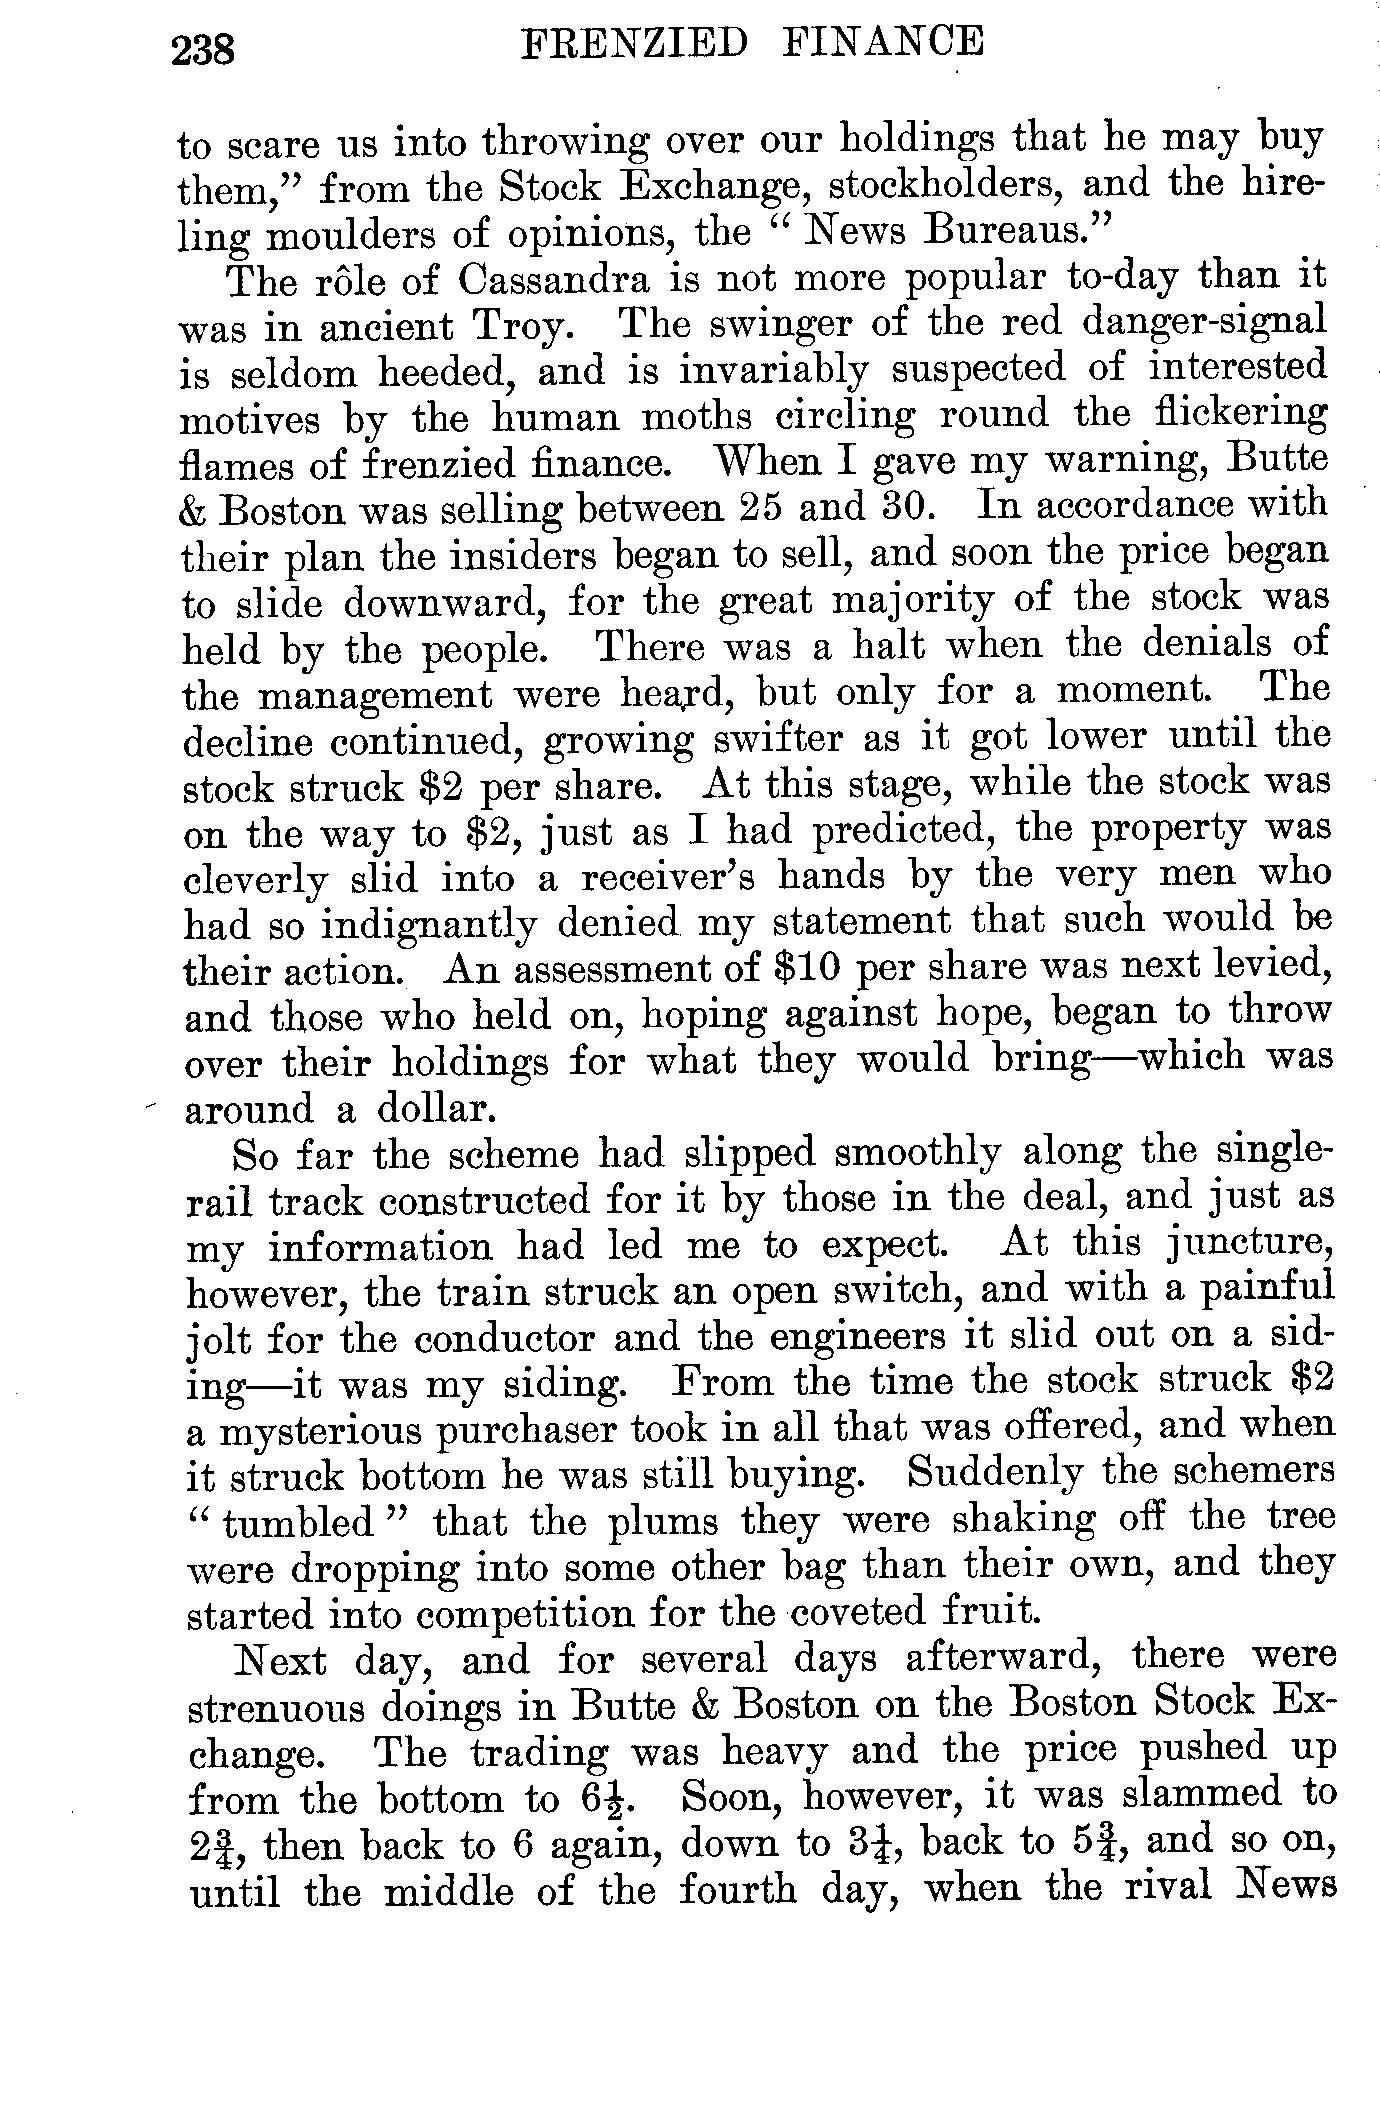 238 FRENZIED FINANCE
to scare us into throwing over our holdings that he may buy
them,” from the Stock Exchange, stockholders, and the hire-
ling moulders of opinions, the “ News Bureaus.”
The rôle of Cassandra is not more popular to-day than it
was in ancient Troy. The swinger of the red danger-signal
is seldom heeded, and is invariably suspected of interested
motives by the human moths circling round the flickering
flames of frenzied finance. When I gave my warning, Butte
& Boston was selling between 25 and 30. In accordance with
their plan the insiders began to sell, and soon the price began
to slide downward, for the great majority of the stock was
held by the people. There was a halt when the denials of
the management were heard, but only for a moment. The
decline continued, growing swifter as it got lower until the
stock struck $2 per share. At this stage, while the stock was
on the way to $2, just as I had predicted, the property was
cleverly slid into a receiver’s hands by the very men who
had so indignantly denied my statement that such would be
their action. An assessment of $10 per share was next levied,
and those who held on, hoping against hope, began to throw
over their holdings for what they would bring—which was
around a dollar.
So far the scheme had slipped smoothly along the single-
rail track constructed for it by those in the deal, and just as
my information had led me to expect. At this juncture,
however, the train struck an open switch, and with a painful
jolt for the conductor and the engineers it slid out on a sid-
ing—it was my siding. From the time the stock struck $2
a mysterious purchaser took in all that was offered, and when
it struck bottom he was still buying. Suddenly the schemers
“ tumbled ” that the plums they were shaking off the tree
were dropping into some other bag than their own, and they
started into competition for the coveted fruit.
Next day, and for several days afterward, there were
strenuous doings in Butte & Boston on the Boston Stock Ex-
change. The trading was heavy and the price pushed up
from the bottom to 6½. Soon, however, it was slammed to
2¾, then back to 6 again, down to 3¼, back to 5¾, and so on,
until the middle of the fourth day, when the rival News